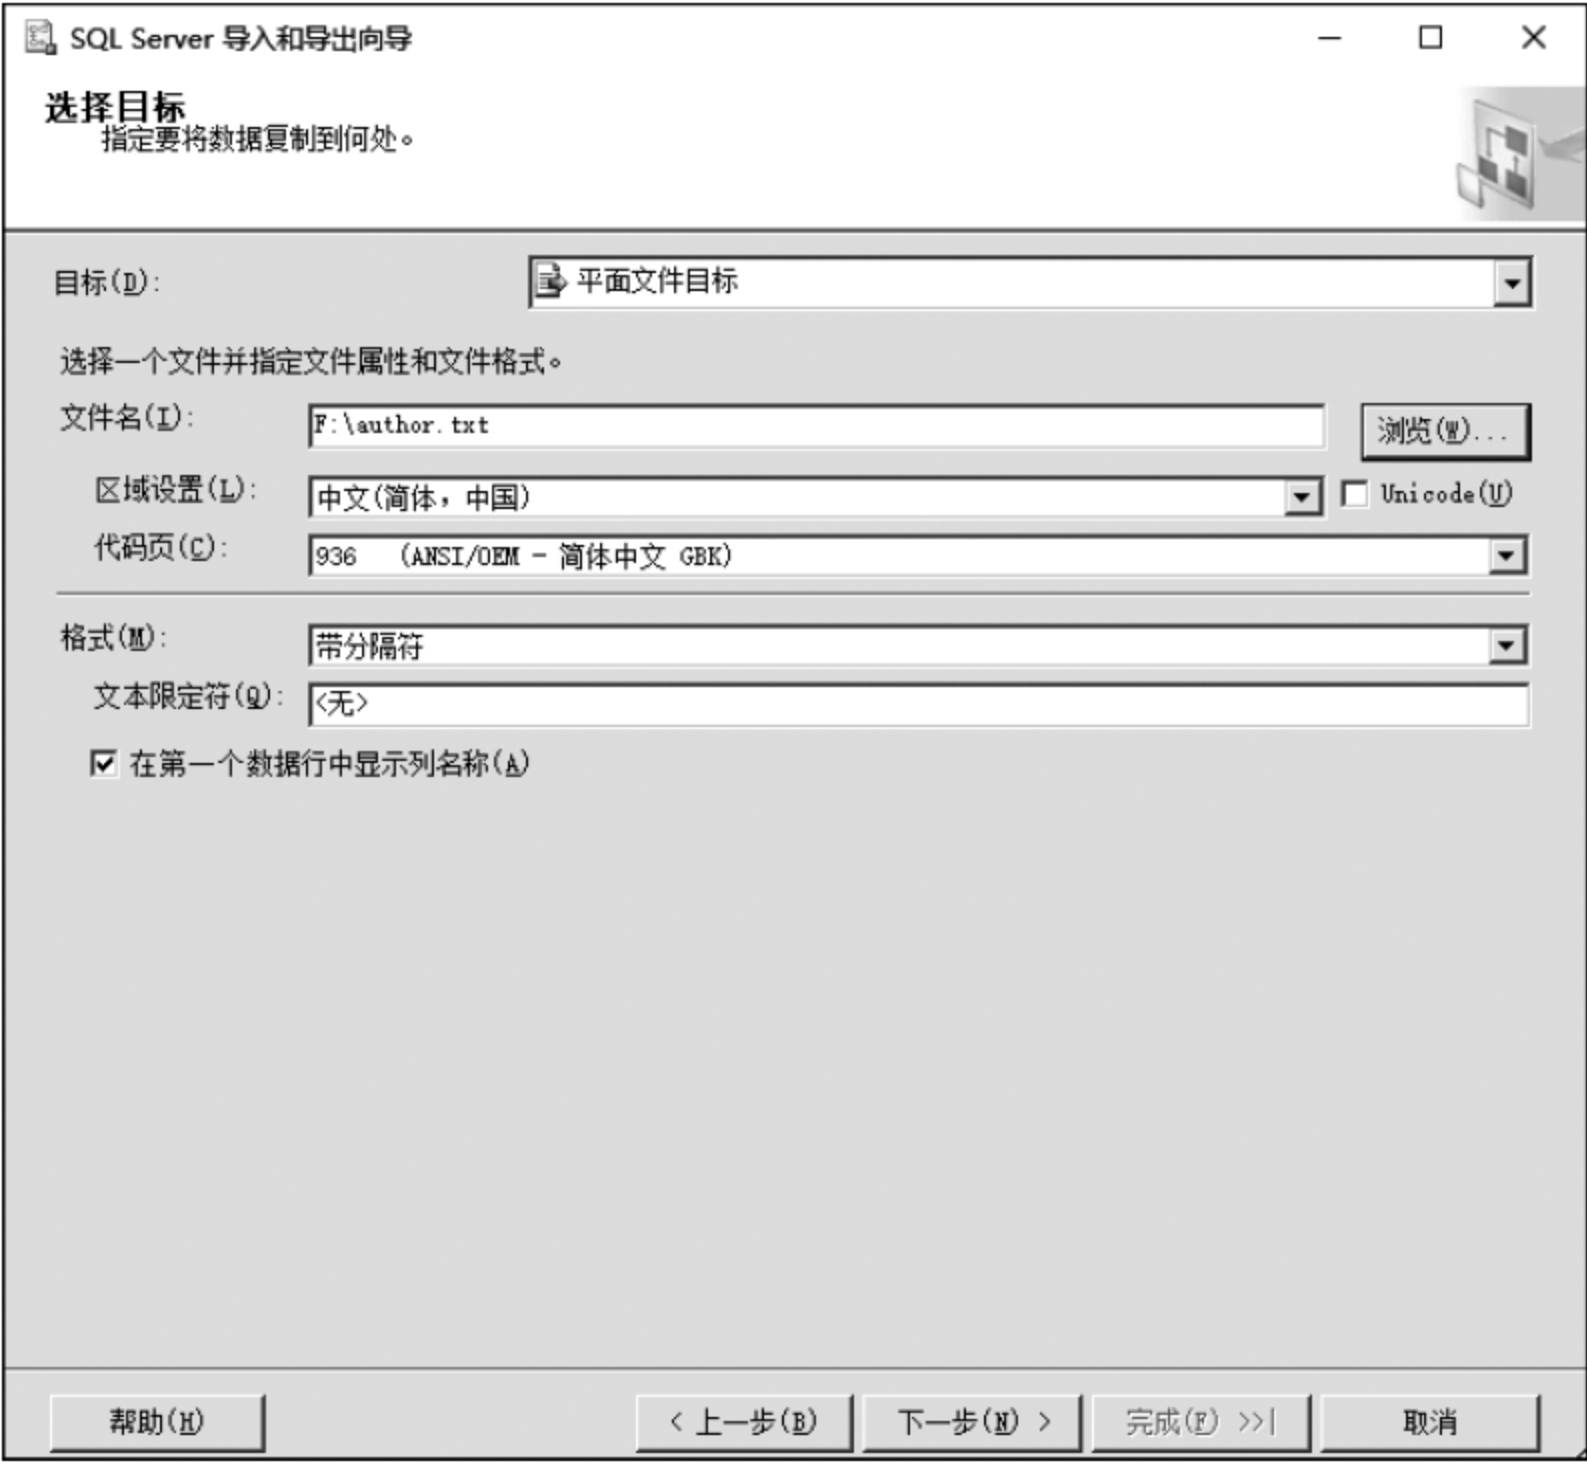 SQL Server 导入和导出向导
选择目标
指定要将数据复制到何处。
目标(D): 平面文件目标
选择一个文件并指定文件属性和文件格式。
文件名(I): F:\author.txt 浏览(W)...
区域设置(L): 中文(简体，中国) Unicode(U)
代码页(C): 936 (ANSI/OEM - 简体中文 GBK)
格式(M): 带分隔符
文本限定符(Q): <无>
在第一个数据行中显示列名称(A)
帮助(H) < 上一步(B) 下一步(N) > 完成(F) >>| 取消